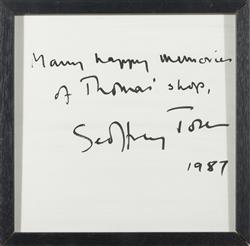 Many happy memories
of Thomas' shop,
Geoffrey
1987